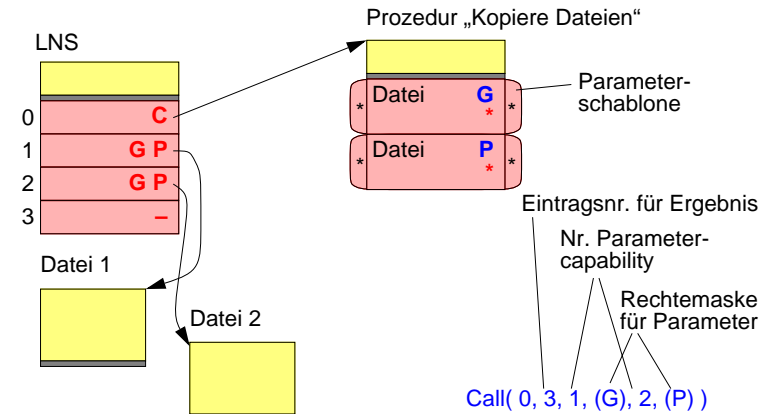 Prozedur „Kopiere Dateien“
LNS
Datei G
* * *
Parameter-
schablone
0 C
1 G P
2 G P
3 –
Datei P
* * *
Eintragsnr. für Ergebnis
Nr. Parameter-
capability
Rechtemaske
für Parameter
Datei 1
Datei 2
Call( 0, 3, 1, (G), 2, (P) )